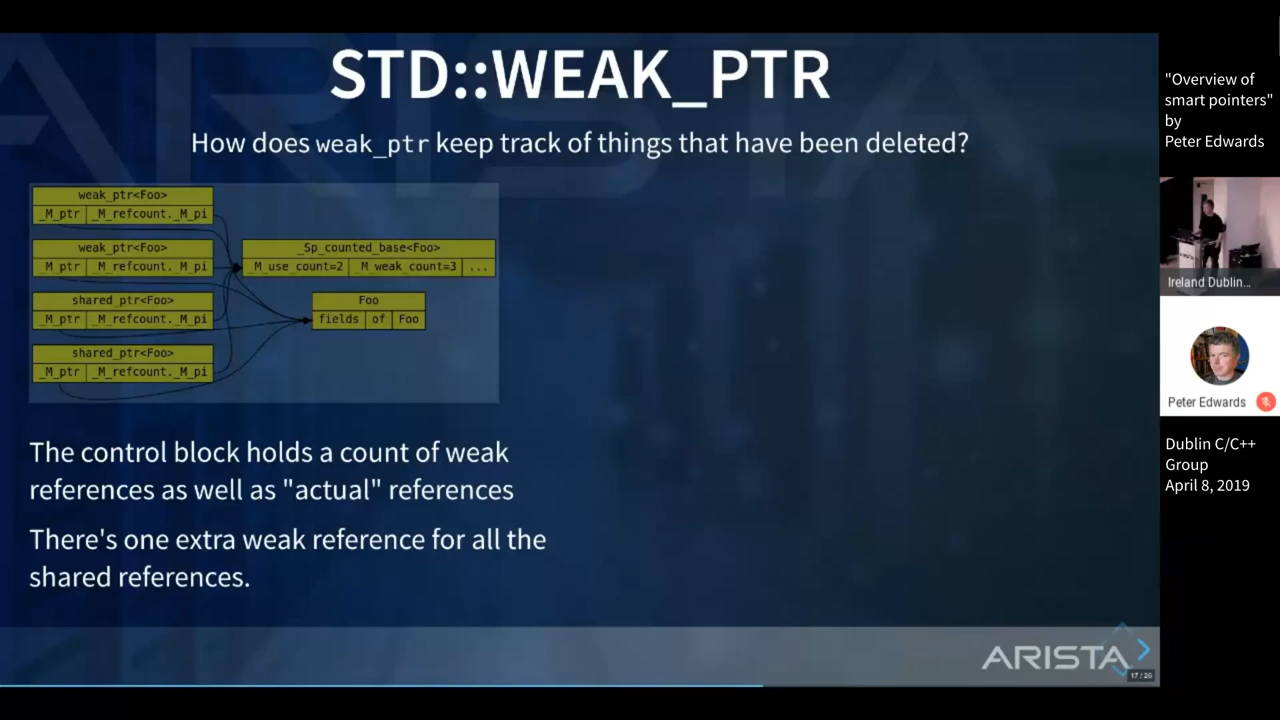 STD::WEAK_PTR
How does weak_ptr keep track of things that have been deleted?
weak_ptr<Foo>
_M_ptr _M_refcount._M_pi
weak_ptr<Foo>
_M_ptr _M_refcount._M_pi
shared_ptr<Foo>
_M_ptr _M_refcount._M_pi
shared_ptr<Foo>
_M_ptr _M_refcount._M_pi
_Sp_counted_base<Foo>
_M_use_count=2 _M_weak_count=3 ...
Foo
fields of Foo
The control block holds a count of weak
references as well as "actual" references
There's one extra weak reference for all the
shared references.
ARISTA
17 / 26
"Overview of
smart pointers"
by
Peter Edwards
Ireland Dublin...
Peter Edwards
Dublin C/C++
Group
April 8, 2019
ARISTA